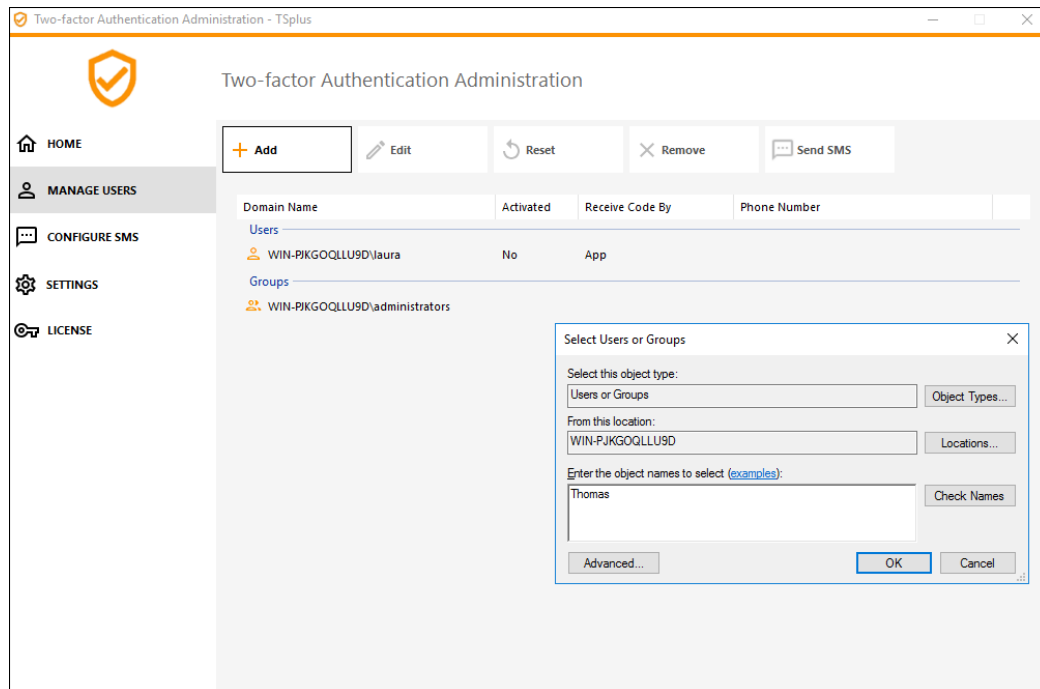 Two-factor Authentication Administration - TSplus
Two-factor Authentication Administration
HOME
MANAGE USERS
CONFIGURE SMS
SETTINGS
LICENSE
Add Edit Reset Remove Send SMS
Domain Name Activated Receive Code By Phone Number
Users
WIN-PJKGOQLLU9D\laura No App
Groups
WIN-PJKGOQLLU9D\administrators
Select Users or Groups
Select this object type:
Users or Groups Object Types...
From this location:
WIN-PJKGOQLLU9D Locations...
Enter the object names to select (examples):
Thomas Check Names
Advanced... OK Cancel